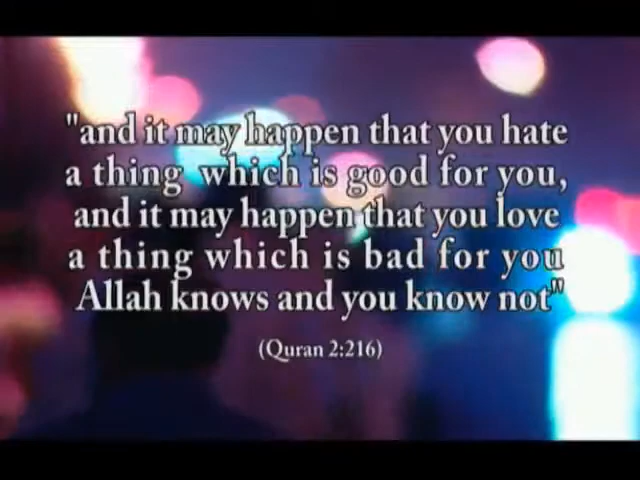 "and it may happen that you hate
a thing which is good for you,
and it may happen that you love
a thing which is bad for you
Allah knows and you know not"
(Quran 2:216)